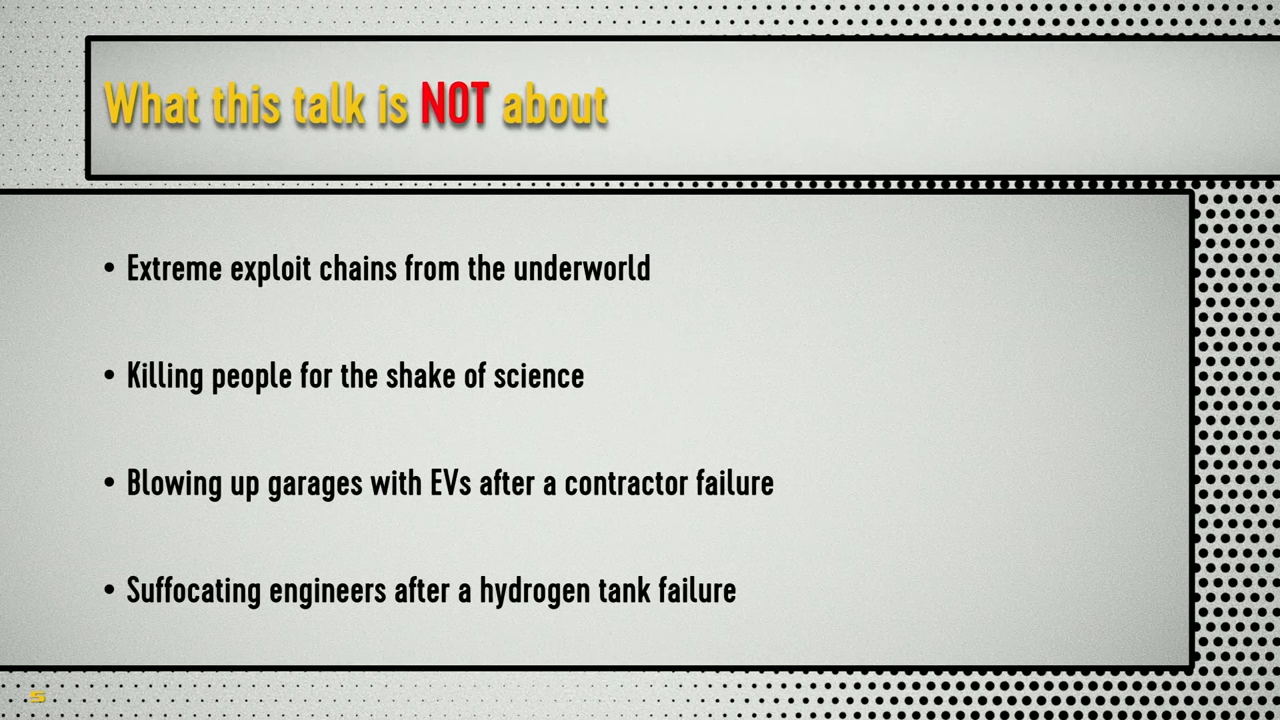 What this talk is NOT about
• Extreme exploit chains from the underworld
• Killing people for the shake of science
• Blowing up garages with EVs after a contractor failure
• Suffocating engineers after a hydrogen tank failure
5